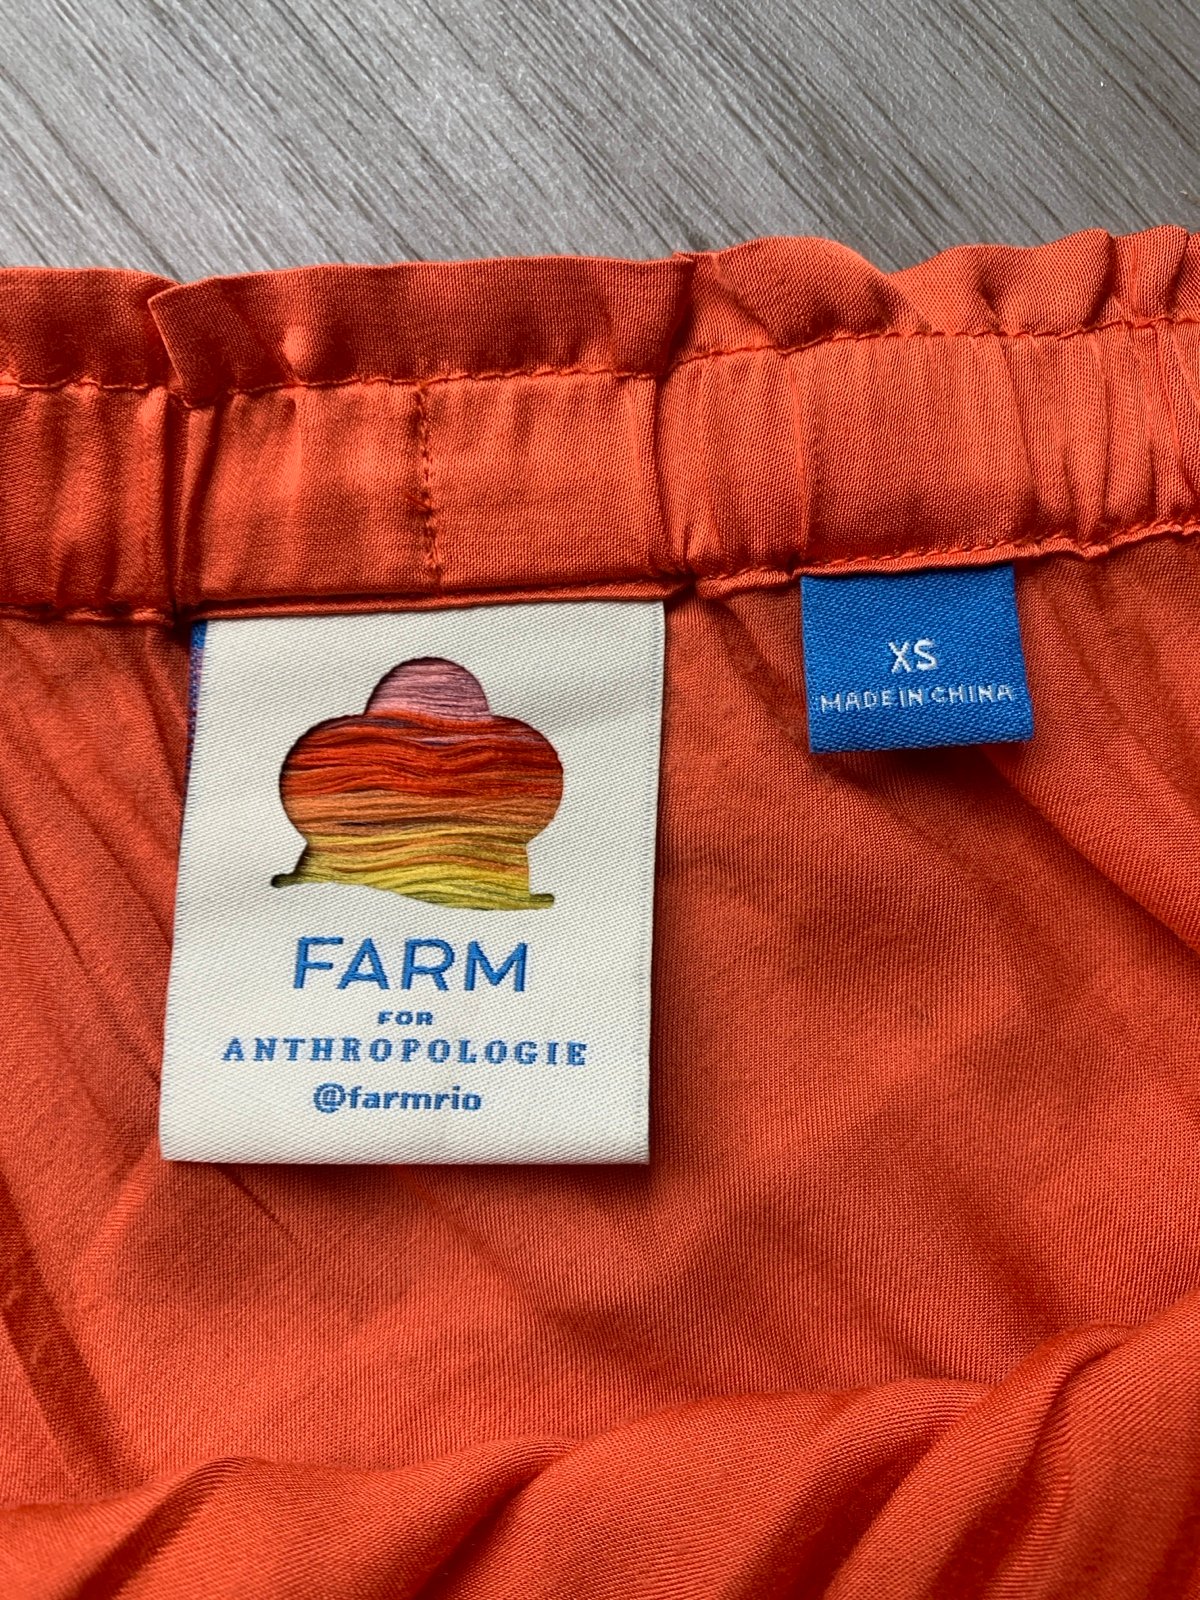 XS
MADE IN CHINA
FARM
FOR
ANTHROPOLOGIE
@farmrio